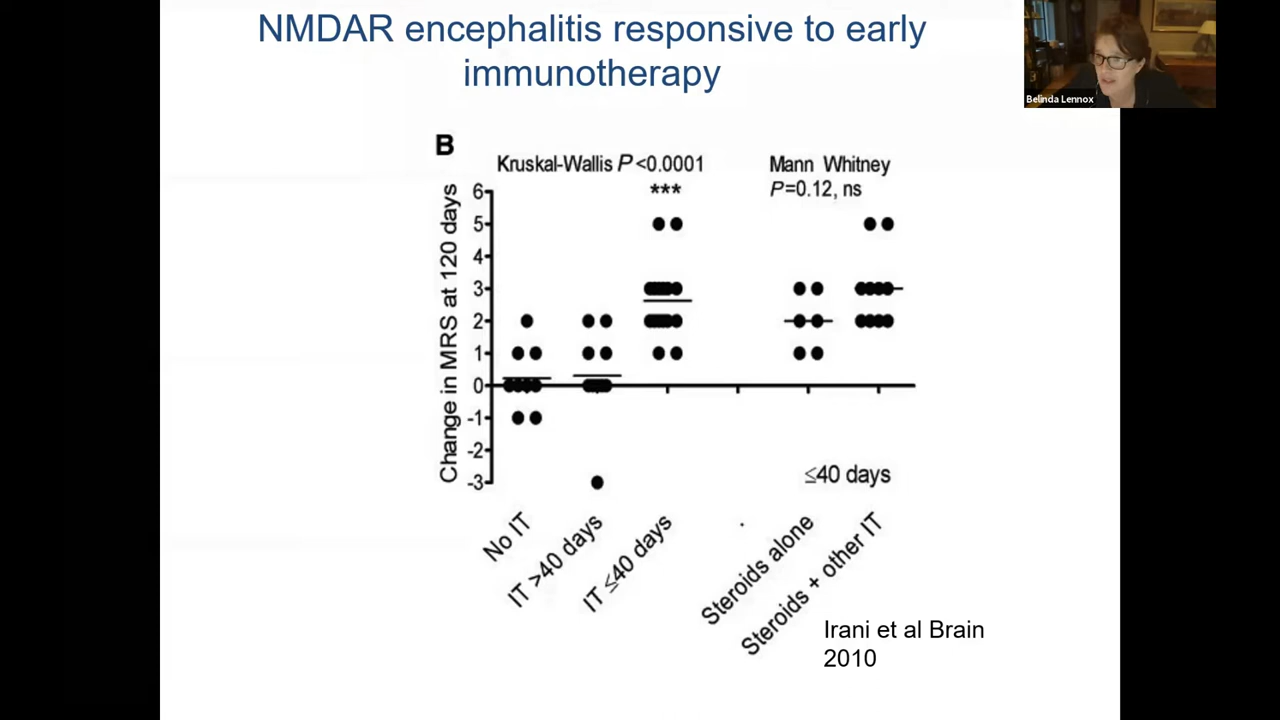 NMDAR encephalitis responsive to early
immunotherapy
Belinda Lennox
B
Kruskal-Wallis P<0.0001
***
Mann Whitney
P=0.12, ns
Change in MRS at 120 days
6
5
4
3
2
1
0
-1
-2
-3
≤40 days
No IT
IT >40 days
IT ≤40 days
Steroids alone
Steroids + other IT
Irani et al Brain
2010